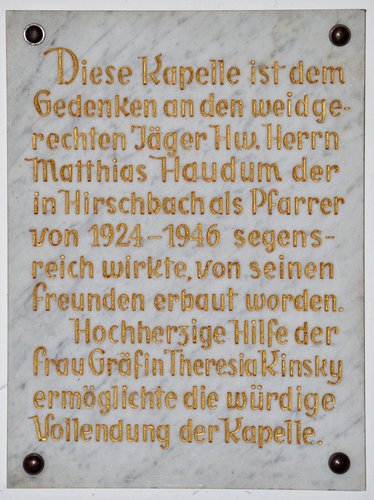 Diese Kapelle ist dem
Gedenken an den weidge-
rechten Jäger Hw. Herrn
Matthias Haudum der
in Hirschbach als Pfarrer
von 1924-1946 segens-
reich wirkte, von seinen
Freunden erbaut worden.
Hochherzige Hilfe der
Frau Gräfin Theresia Kinsky
ermöglichte die würdige
Vollendung der Kapelle.